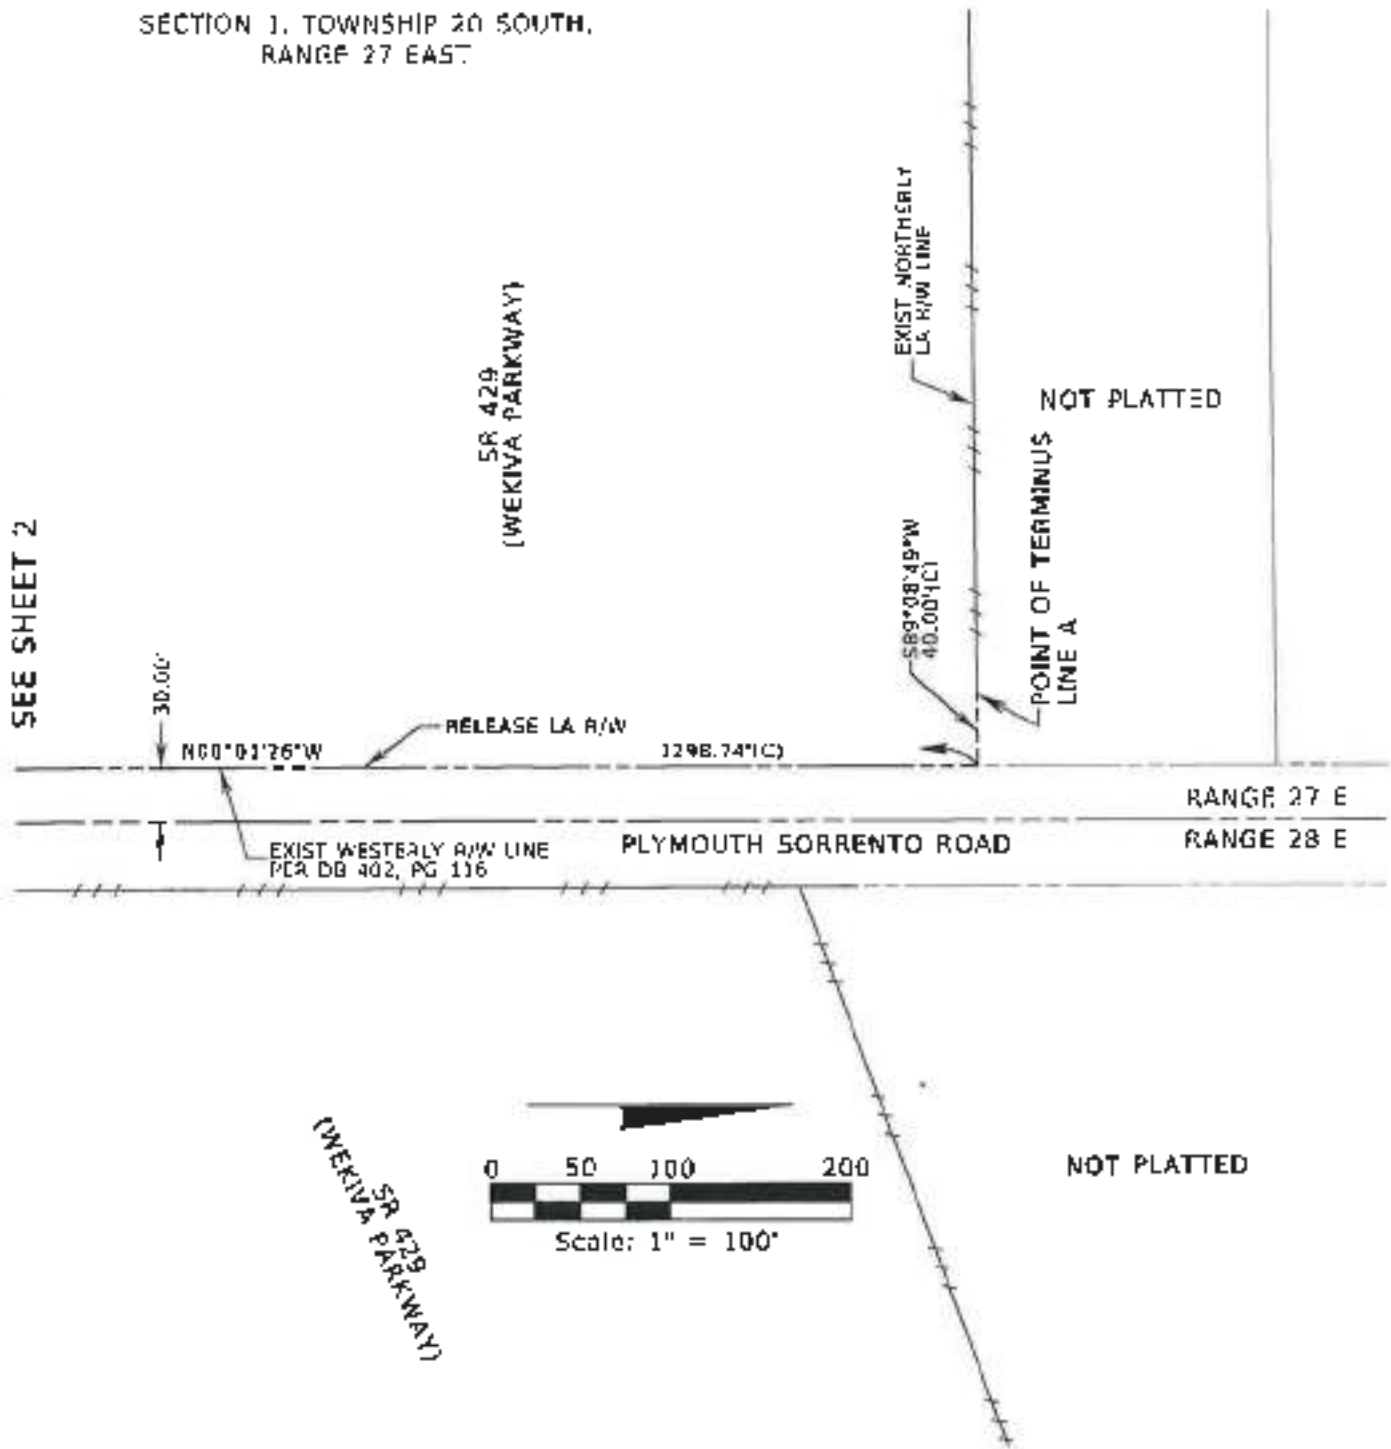 SECTION 1, TOWNSHIP 20 SOUTH,
RANGE 27 EAST
EXIST NORTHERLY
LA R/W LINE
SR 429
(WEKIVA PARKWAY)
NOT PLATTED
SEE SHEET 2
S89°08'49"W
40.00'(C)
POINT OF TERMINUS
LINE A
30.00'
RELEASE LA R/W
N00°01'26"W
1298.74'(C)
RANGE 27 E
PLYMOUTH SORRENTO ROAD
RANGE 28 E
EXIST WESTERLY R/W LINE
PER DB 402, PG 116
0 50 100 200
Scale: 1" = 100'
NOT PLATTED
SR 429
(WEKIVA PARKWAY)